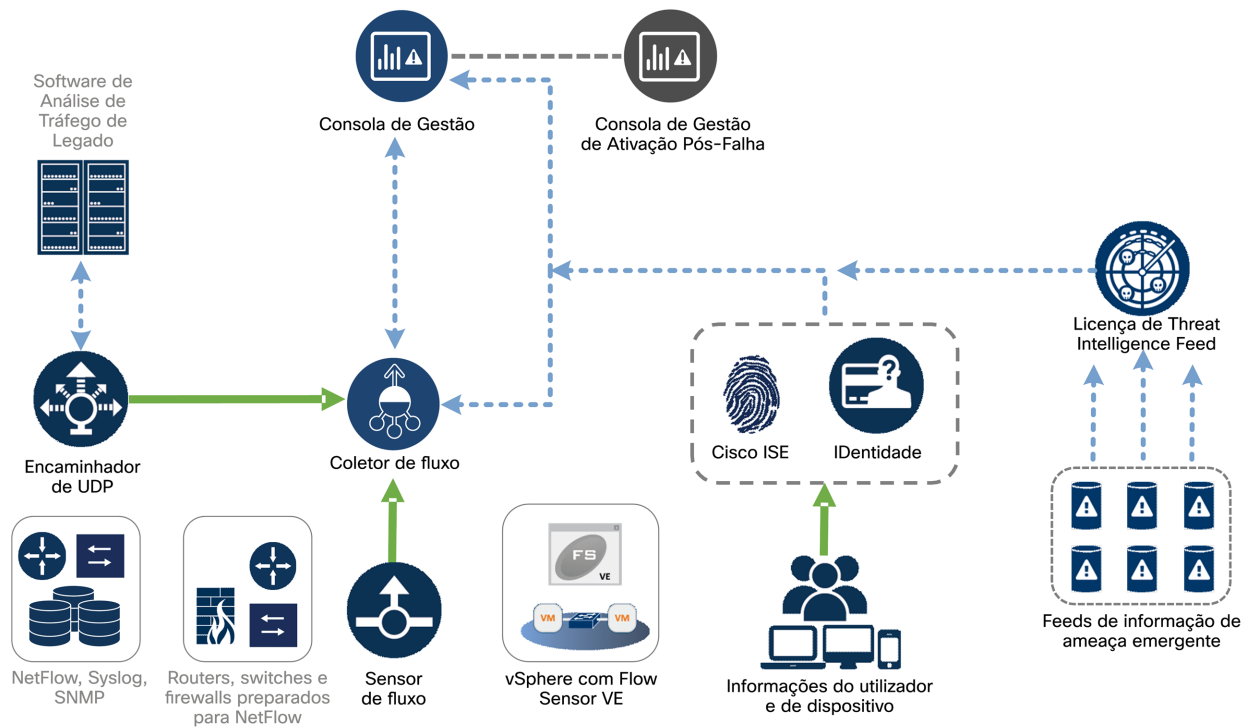 Software de
Análise de
Tráfego de
Legado
Consola de Gestão
Consola de Gestão
de Ativação Pós-Falha
Licença de Threat
Intelligence Feed
Encaminhador
de UDP
Coletor de fluxo
Cisco ISE
IDentidade
?
FS
VE
VM
VM
NetFlow, Syslog,
SNMP
Routers, switches e
firewalls preparados
para NetFlow
Sensor
de fluxo
vSphere com Flow
Sensor VE
Informações do utilizador
e de dispositivo
Feeds de informação de
ameaça emergente